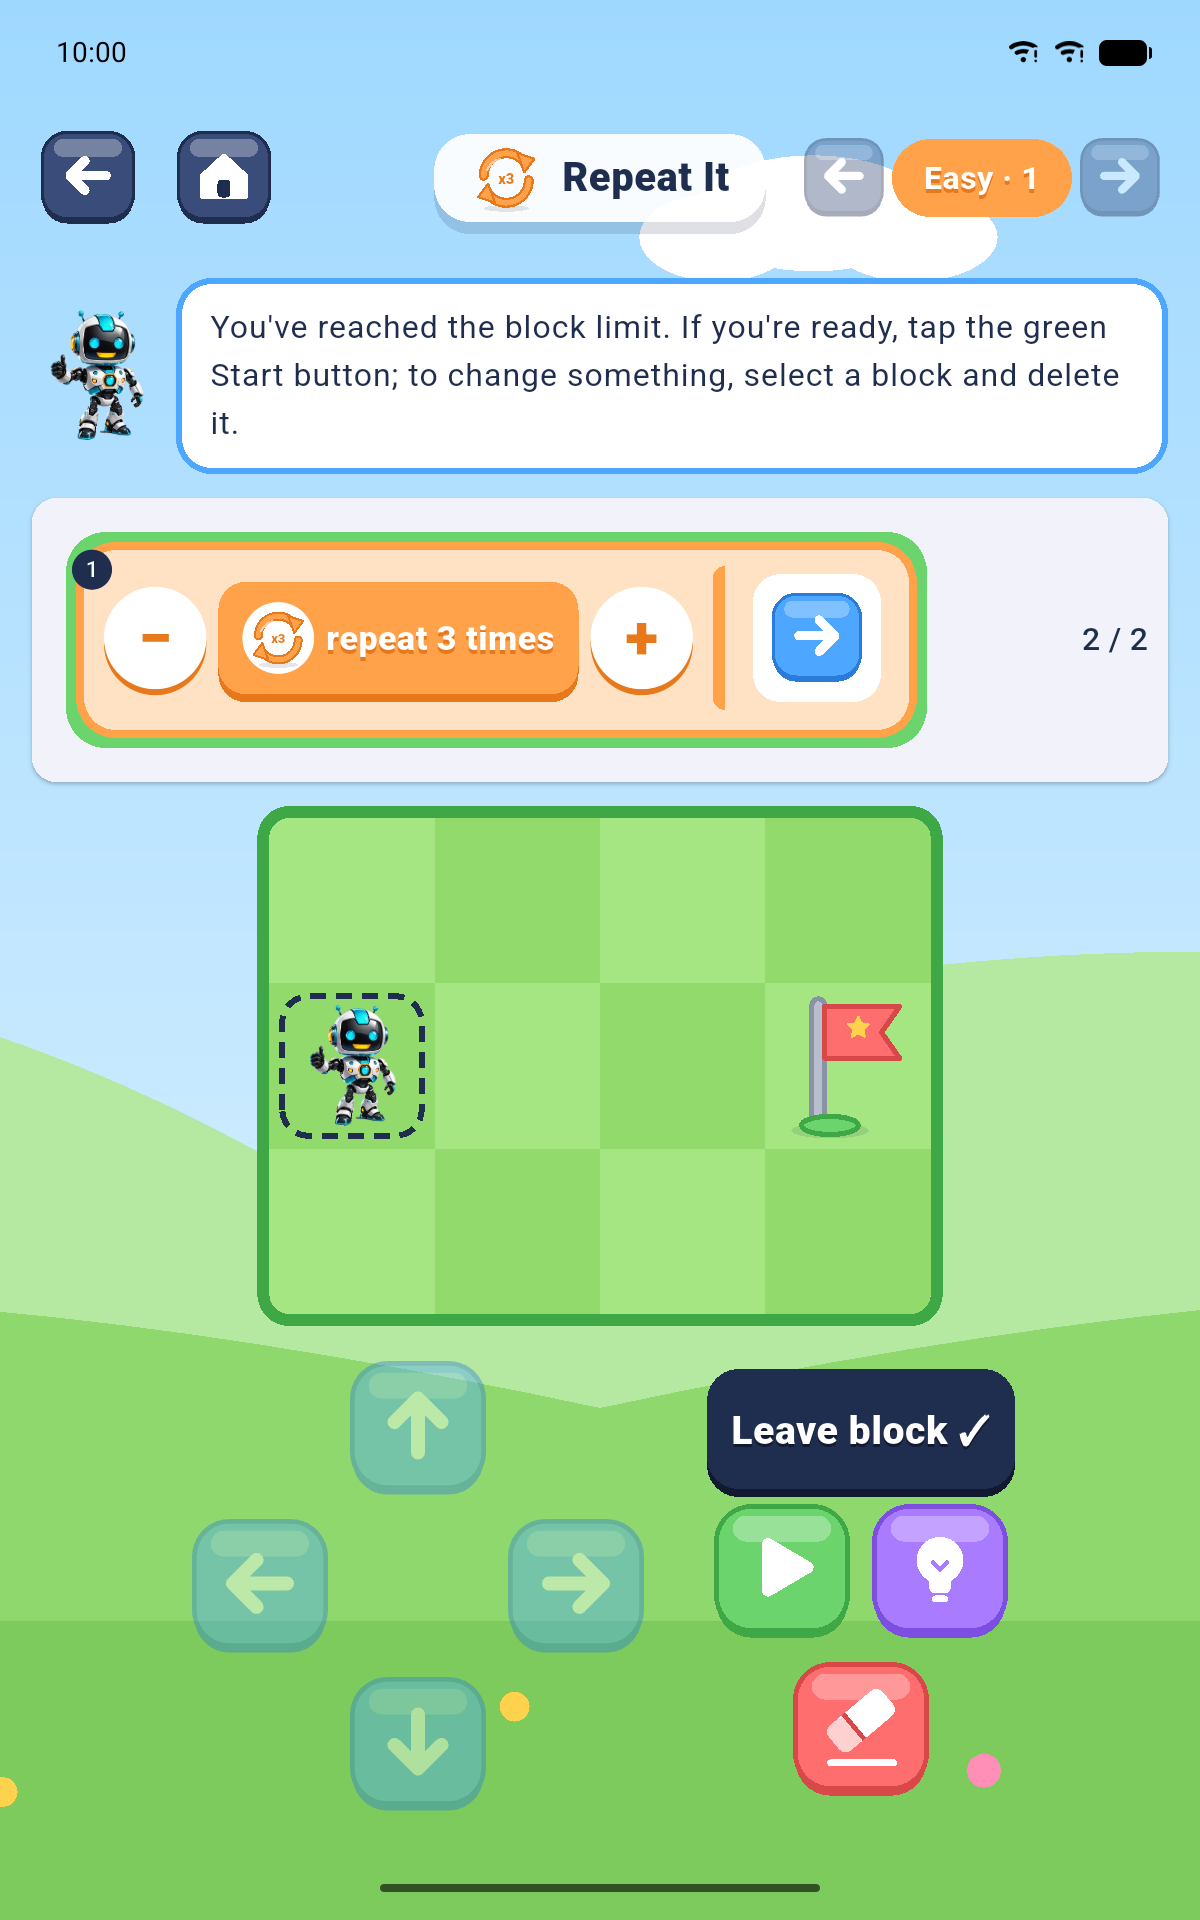 10:00
x3
Repeat It
Easy · 1
You've reached the block limit. If you're ready, tap the green
Start button; to change something, select a block and delete
it.
1
x3
repeat 3 times
2 / 2
Leave block ✓